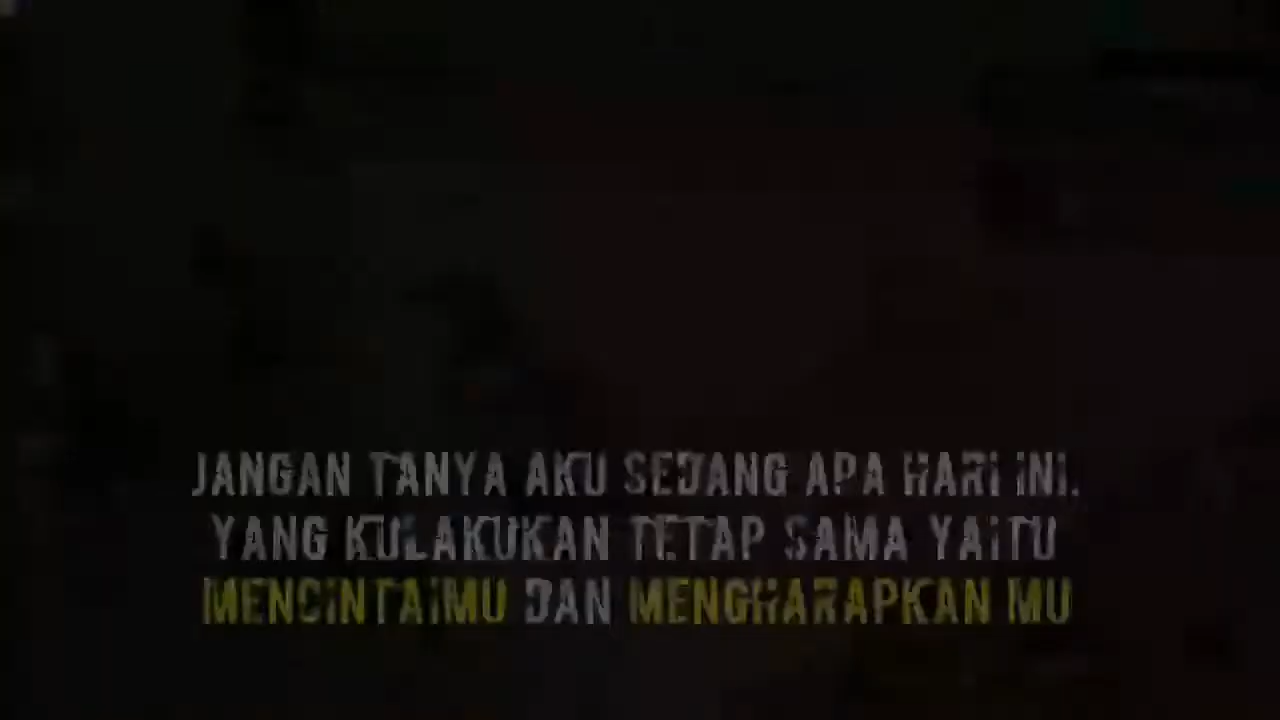 JANGAN TANYA AKU SEDANG APA HARI INI.
YANG KULAKUKAN TETAP SAMA YAITU
MENCINTAIMU DAN MENGHARAPKAN MU